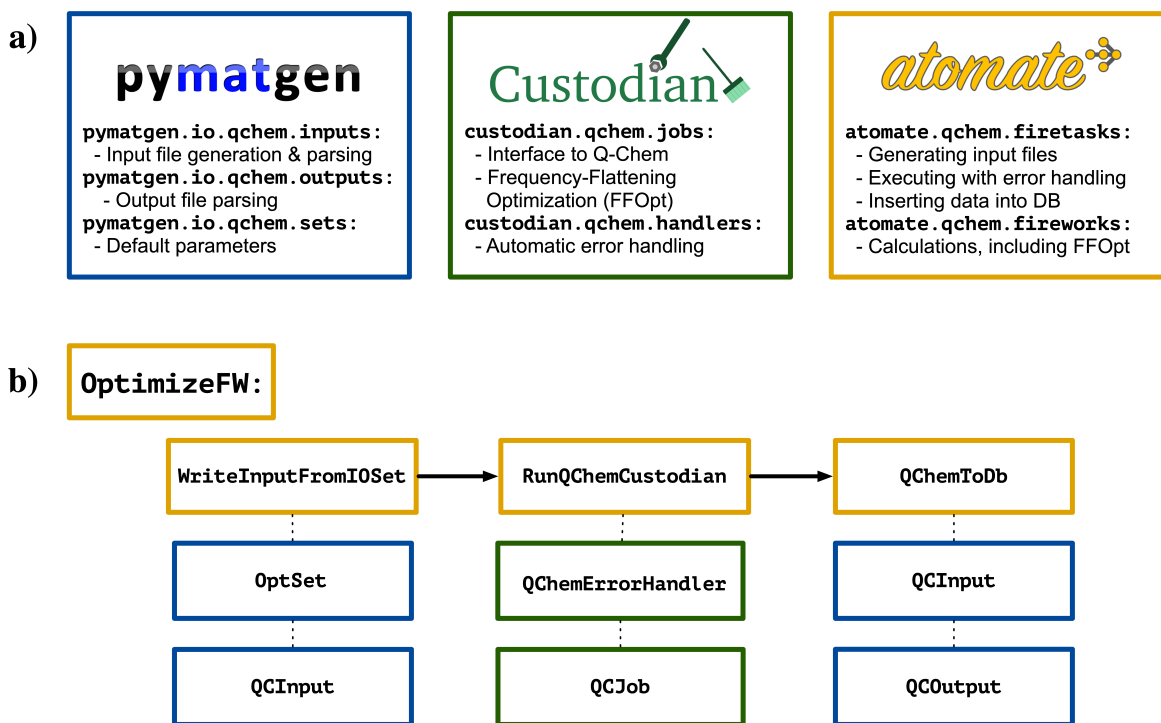 a)
pymatgen
pymatgen.io.qchem.inputs:
- Input file generation & parsing
pymatgen.io.qchem.outputs:
- Output file parsing
pymatgen.io.qchem.sets:
- Default parameters
Custodian
custodian.qchem.jobs:
- Interface to Q-Chem
- Frequency-Flattening
Optimization (FFOpt)
custodian.qchem.handlers:
- Automatic error handling
atomate
atomate.qchem.firetasks:
- Generating input files
- Executing with error handling
- Inserting data into DB
atomate.qchem.fireworks:
- Calculations, including FFOpt
b)
OptimizeFW:
WriteInputFromIOSet
RunQChemCustodian
QChemToDb
OptSet
QChemErrorHandler
QCInput
QCInput
QCJob
QCOutput